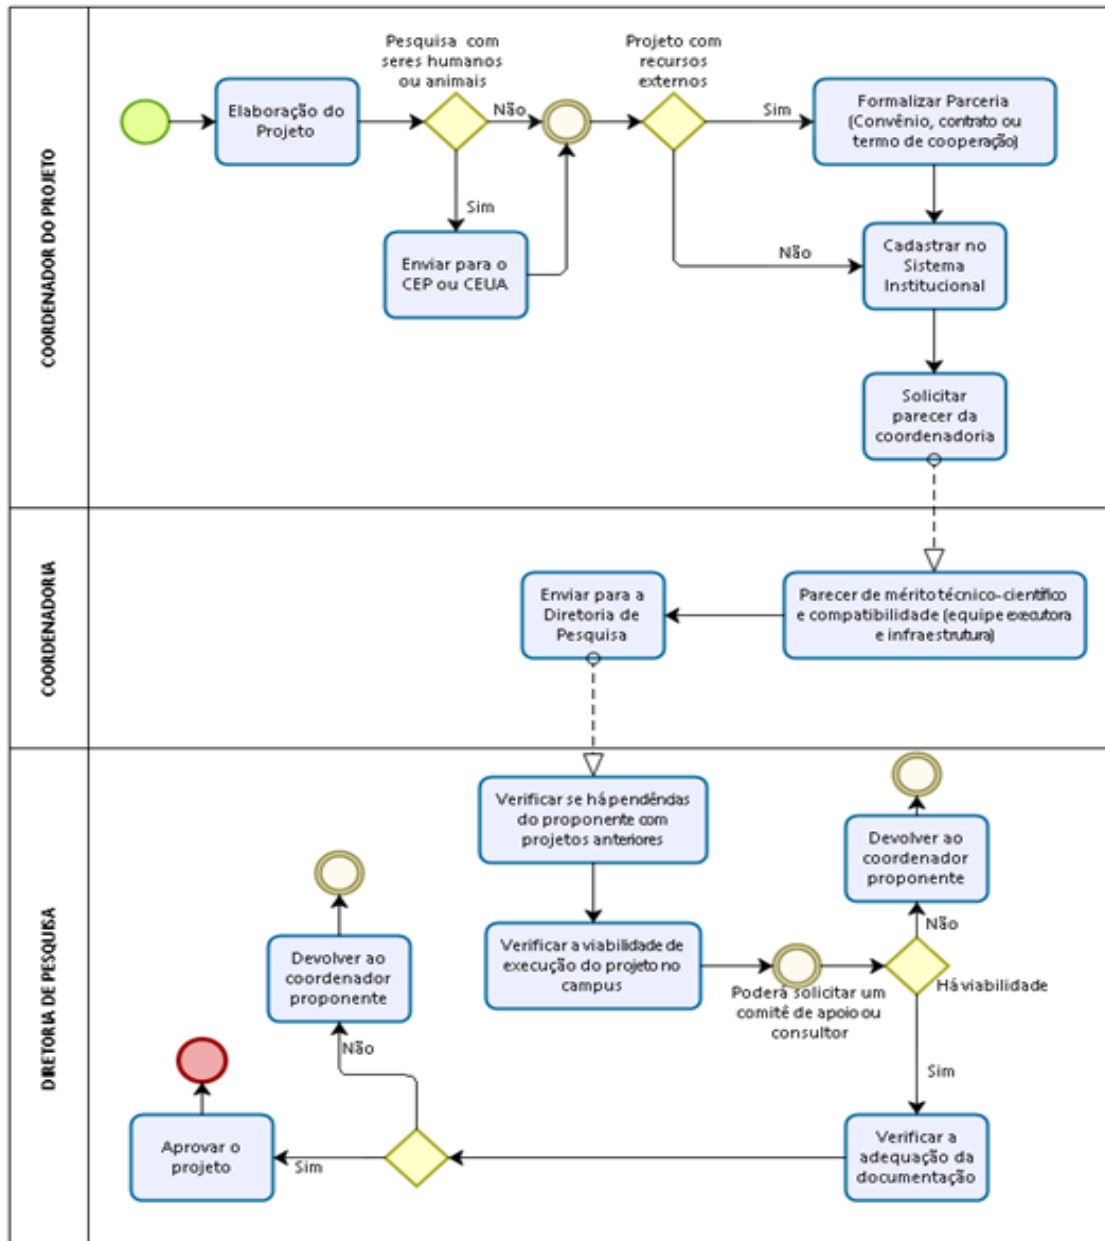 COORDENADOR DO PROJETO
Pesquisa com
seres humanos
ou animais
Projeto com
recursos
externos
Elaboração do
Projeto
Não
Sim
Formalizar Parceria
(Convênio, contrato ou
termo de cooperação)
Sim
Enviar para o
CEP ou CEUA
Não
Cadastrar no
Sistema
Institucional
Solicitar
parecer da
coordenadoria
COORDENADORIA
Enviar para a
Diretoria de
Pesquisa
Parecer de mérito técnico-científico
e compatibilidade (equipe executora
e infraestrutura)
DIRETORIA DE PESQUISA
Verificar se há pendências
do proponente com
projetos anteriores
Devolver ao
coordenador
proponente
Não
Verificar a viabilidade de
execução do projeto no
campus
Poderá solicitar um
comitê de apoio ou
consultor
Há viabilidade
Devolver ao
coordenador
proponente
Não
Sim
Verificar a
adequação da
documentação
Sim
Aprovar o
projeto